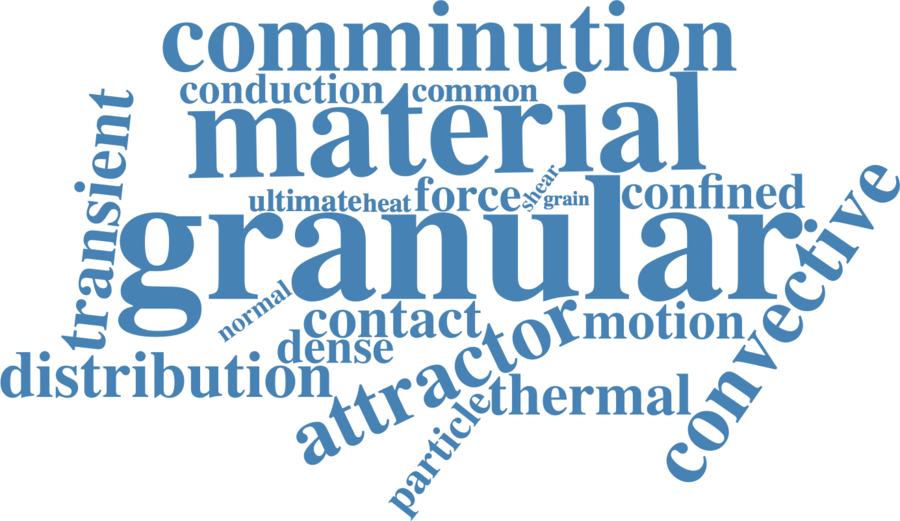 comminution
conduction common
material
transient
ultimate heat force shear grain confined
granular
convective
normal
contact motion
dense
distribution
attractor
thermal
particle